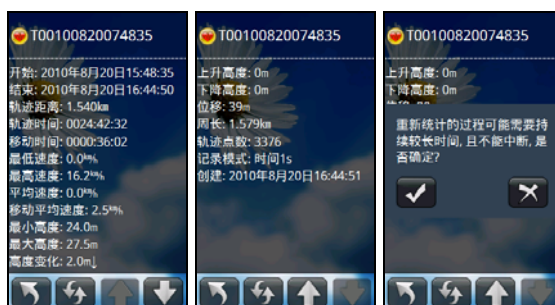 T00100820074835
开始: 2010年8月20日15:48:35
结束: 2010年8月20日16:44:50
轨迹距离: 1.540km
轨迹时间: 0024:42:32
移动时间: 0000:36:02
最低速度: 0.0km/h
最高速度: 16.2km/h
平均速度: 0.0km/h
移动平均速度: 2.5km/h
最小高度: 24.0m
最大高度: 27.5m
高度变化: 2.0m↓
T00100820074835
上升高度: 0m
下降高度: 0m
位移: 39m
周长: 1.579km
轨迹点数: 3376
记录模式: 时间1s
创建: 2010年8月20日16:44:51
T00100820074835
上升高度: 0m
下降高度: 0m
重新统计的过程可能需要持
续较长时间, 且不能中断, 是
否确定?